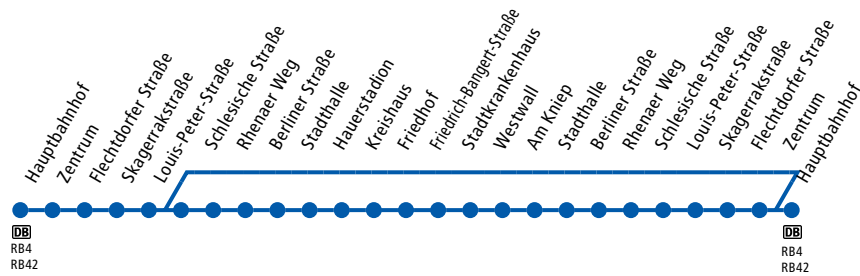 Hauptbahnhof
Zentrum
Flechtdorfer Straße
Skagerrakstraße
Louis-Peter-Straße
Schlesische Straße
Rhenaer Weg
Berliner Straße
Stadthalle
Hauerstadion
Kreishaus
Friedhof
Friedrich-Bangert-Straße
Stadtkrankenhaus
Westwall
Am Kniep
Stadthalle
Berliner Straße
Rhenaer Weg
Schlesische Straße
Louis-Peter-Straße
Skagerrakstraße
Flechtdorfer Straße
Zentrum
Hauptbahnhof
DB
RB4
RB42
DB
RB4
RB42